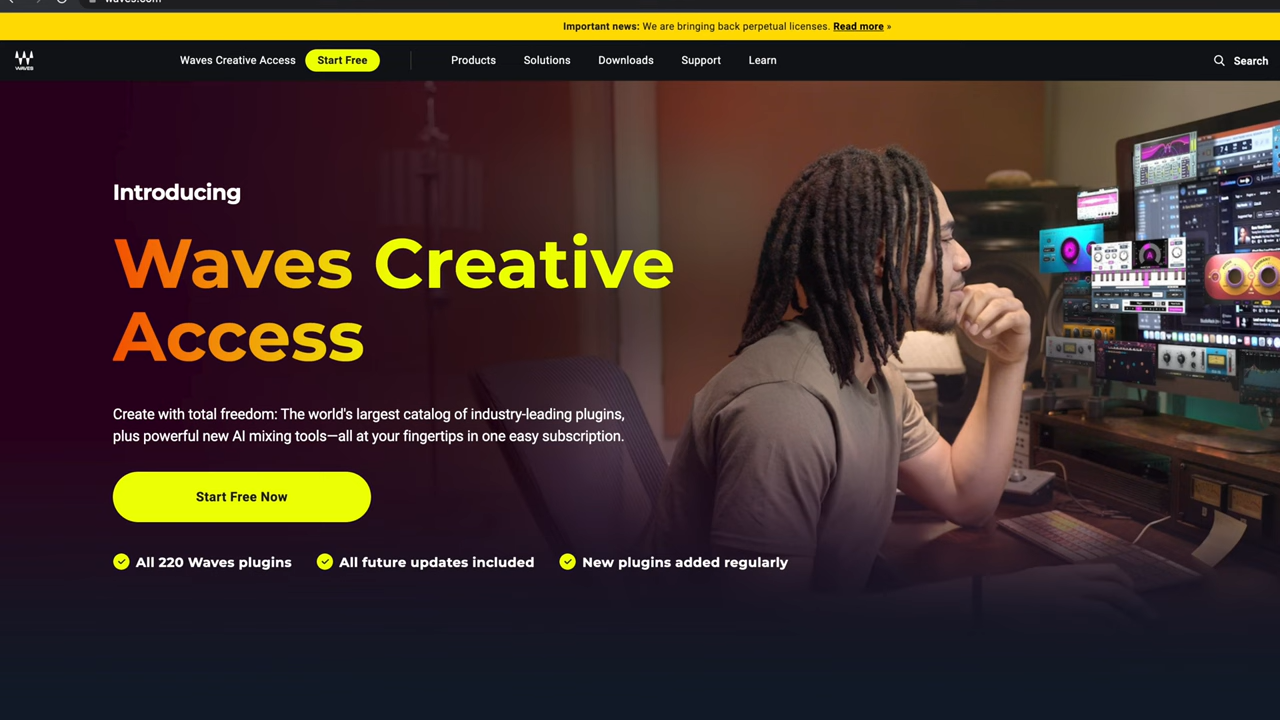 Important news: We are bringing back perpetual licenses. Read more »
WAVES
Waves Creative Access
Start Free
Products
Solutions
Downloads
Support
Learn
Search
Introducing
Waves Creative
Access
Create with total freedom: The world's largest catalog of industry-leading plugins,
plus powerful new AI mixing tools—all at your fingertips in one easy subscription.
Start Free Now
All 220 Waves plugins
All future updates included
New plugins added regularly